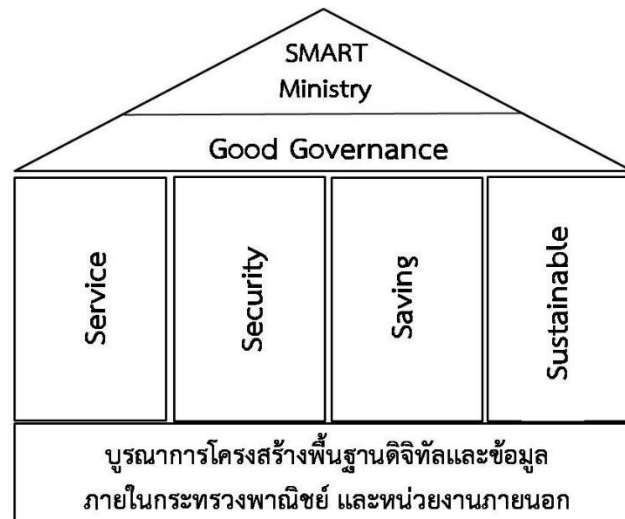 SMART
Ministry
Good Governance
Service
Security
Saving
Sustainable
บูรณาการโครงสร้างพื้นฐานดิจิทัลและข้อมูล
ภายในกระทรวงพาณิชย์ และหน่วยงานภายนอก